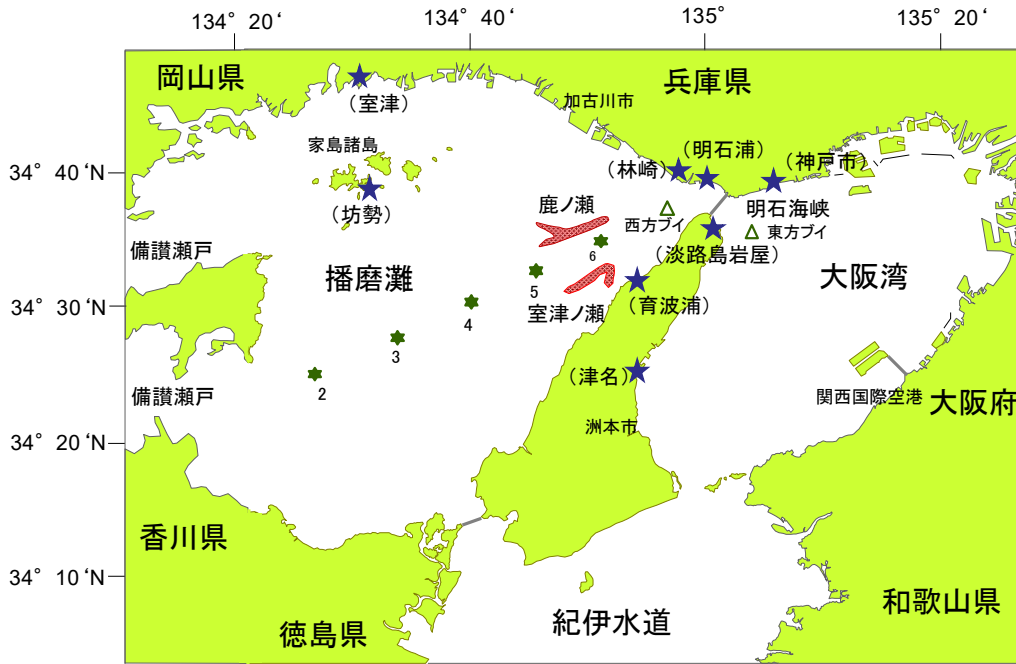 134° 20‘
134° 40‘
135°
135° 20‘
岡山県
兵庫県
（室津）
加古川市
家島諸島
（明石浦）
（林崎）
（神戸市）
34° 40‘N
（坊勢）
鹿ノ瀬
西方ブイ
明石海峡
東方ブイ
備讃瀬戸
播磨灘
6
（淡路島岩屋）
大阪湾
5
室津ノ瀬
（育波浦）
34° 30‘N
4
3
2
備讃瀬戸
（津名）
関西国際空港
大阪府
洲本市
34° 20‘N
香川県
34° 10‘N
徳島県
紀伊水道
和歌山県